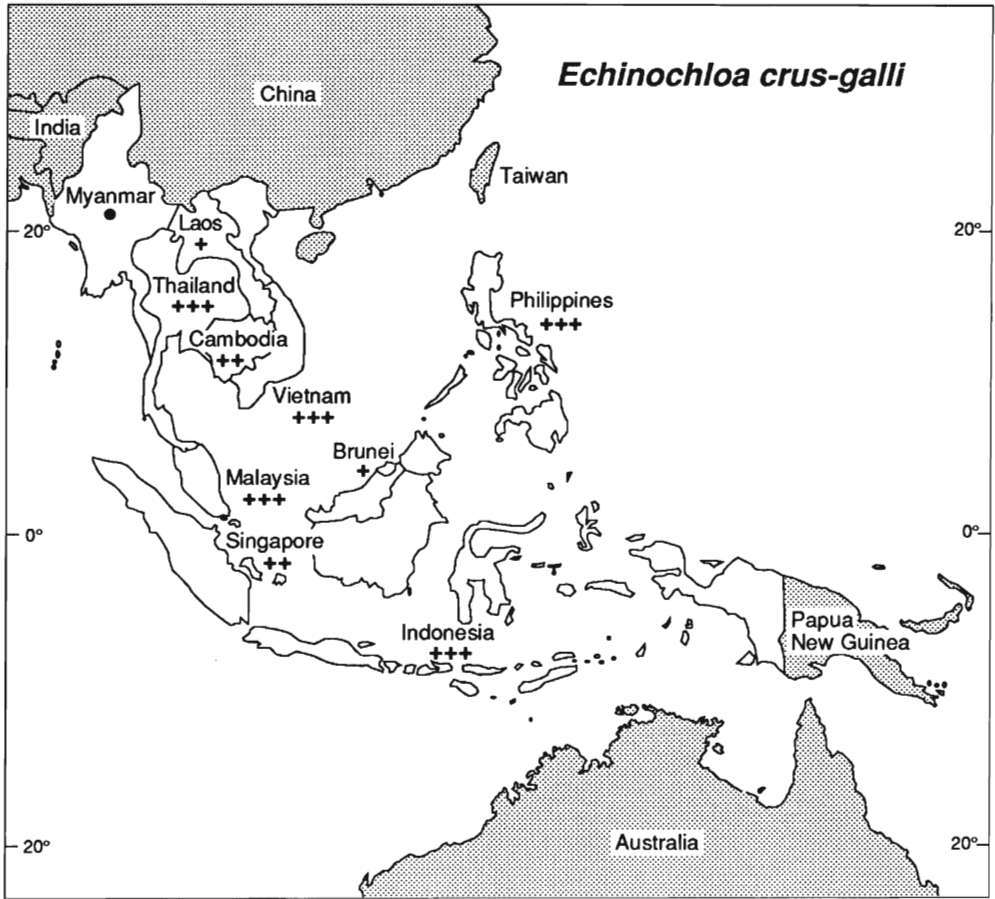 Echinochloa crus-galli
China
India
Taiwan
Myanmar
●
Laos
+
20°
20°
Thailand
+++
Philippines
+++
Cambodia
++
Vietnam
+++
Brunei
+
Malaysia
+++
0°
0°
Singapore
++
Indonesia
+++
Papua
New Guinea
Australia
20°
20°